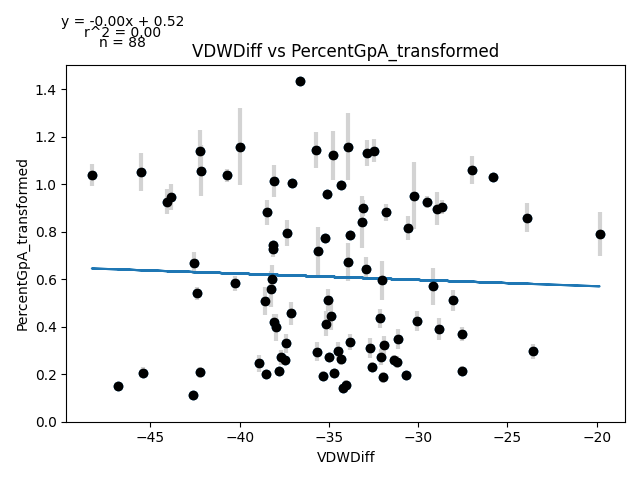 y = -0.00x + 0.52
r^2 = 0.00
n = 88
VDWDiff vs PercentGpA_transformed
PercentGpA_transformed
1.4
1.2
1.0
0.8
0.6
0.4
0.2
0.0
−45
−40
−35
−30
−25
−20
VDWDiff